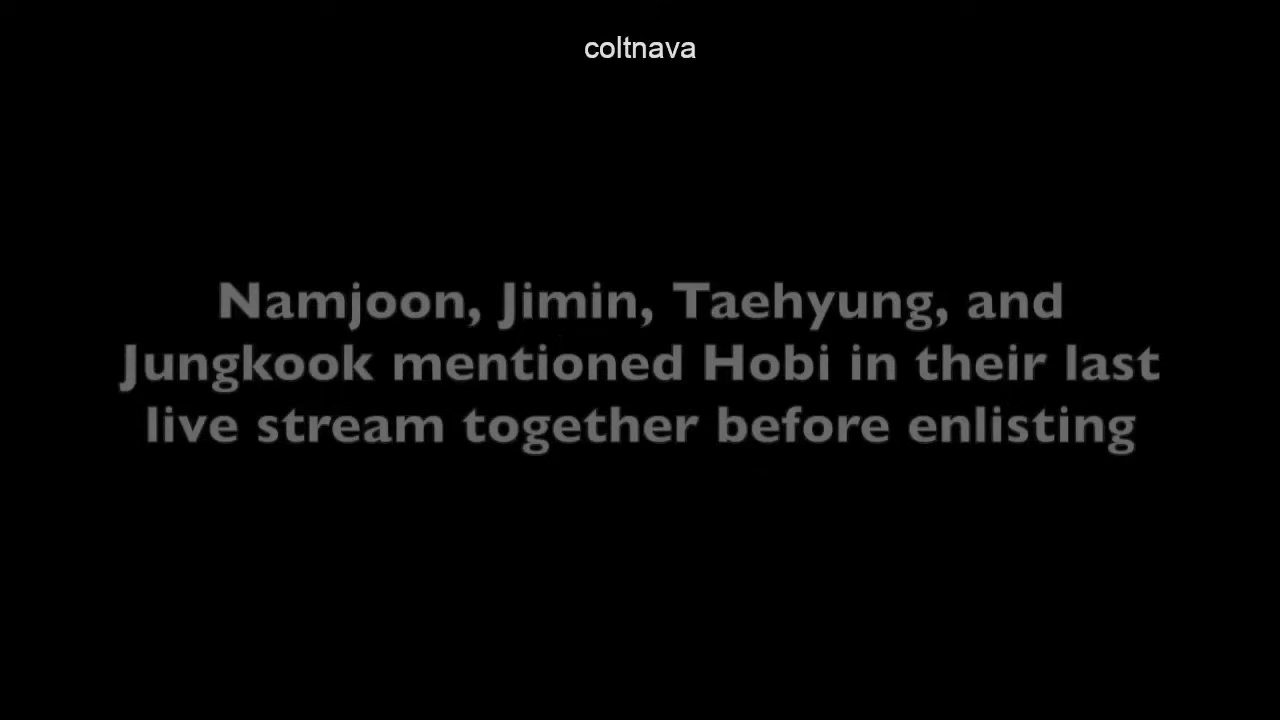 coltnava
Namjoon, Jimin, Taehyung, and
Jungkook mentioned Hobi in their last
live stream together before enlisting